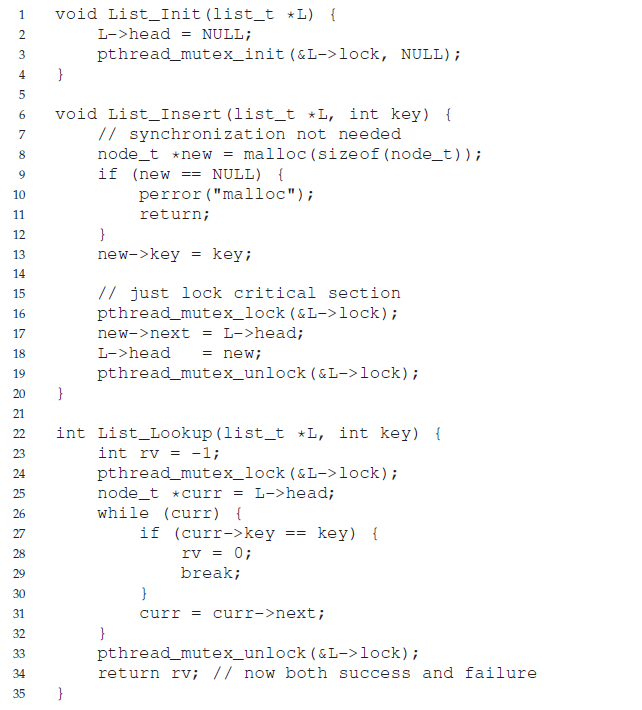 1 void List_Init(list_t *L) {
2     L->head = NULL;
3     pthread_mutex_init(&L->lock, NULL);
4 }
5
6 void List_Insert(list_t *L, int key) {
7     // synchronization not needed
8     node_t *new = malloc(sizeof(node_t));
9     if (new == NULL) {
10         perror("malloc");
11         return;
12     }
13     new->key = key;
14
15     // just lock critical section
16     pthread_mutex_lock(&L->lock);
17     new->next = L->head;
18     L->head   = new;
19     pthread_mutex_unlock(&L->lock);
20 }
21
22 int List_Lookup(list_t *L, int key) {
23     int rv = -1;
24     pthread_mutex_lock(&L->lock);
25     node_t *curr = L->head;
26     while (curr) {
27         if (curr->key == key) {
28             rv = 0;
29             break;
30         }
31         curr = curr->next;
32     }
33     pthread_mutex_unlock(&L->lock);
34     return rv; // now both success and failure
35 }